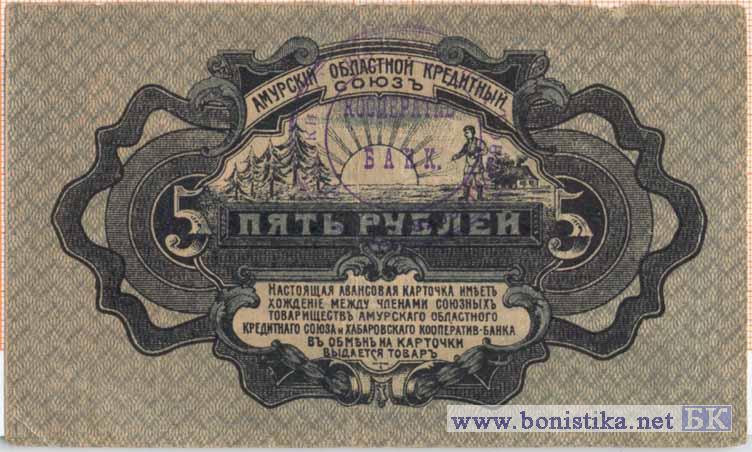 АМУРСКІЙ ОБЛАСТНОЙ КРЕДИТНЫЙ
СОЮЗЪ
БАНК.
5 ПЯТЬ РУБЛЕЙ 5
НАСТОЯЩАЯ АВАНСОВАЯ КАРТОЧКА ИМѢЕТЪ
ХОЖДЕНІЕ МЕЖДУ ЧЛЕНАМИ СОЮЗНЫХЪ
ТОВАРИЩЕСТВЪ АМУРСКАГО ОБЛАСТНОГО
КРЕДИТНАГО СОЮЗА И ХАБАРОВСКАГО КООПЕРАТИВ-БАНКА
ВЪ ОБМѢНЪ НА КАРТОЧКИ
ВЫДАЕТСЯ ТОВАРЪ
www.bonistika.net БК